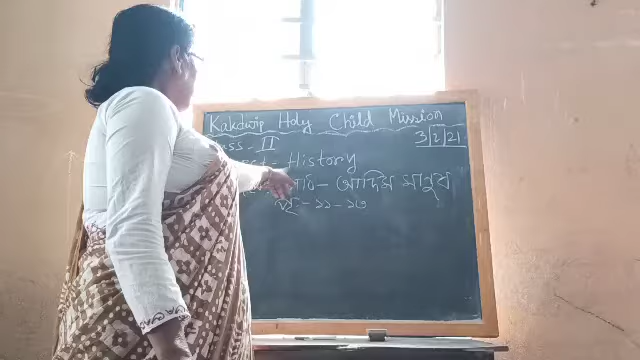 Kakdwip Holy Child Mission
3|2|21
ss - II
ct - History
পাঠ - আদিম মানুষ
পৃঃ - ১১ - ১৩